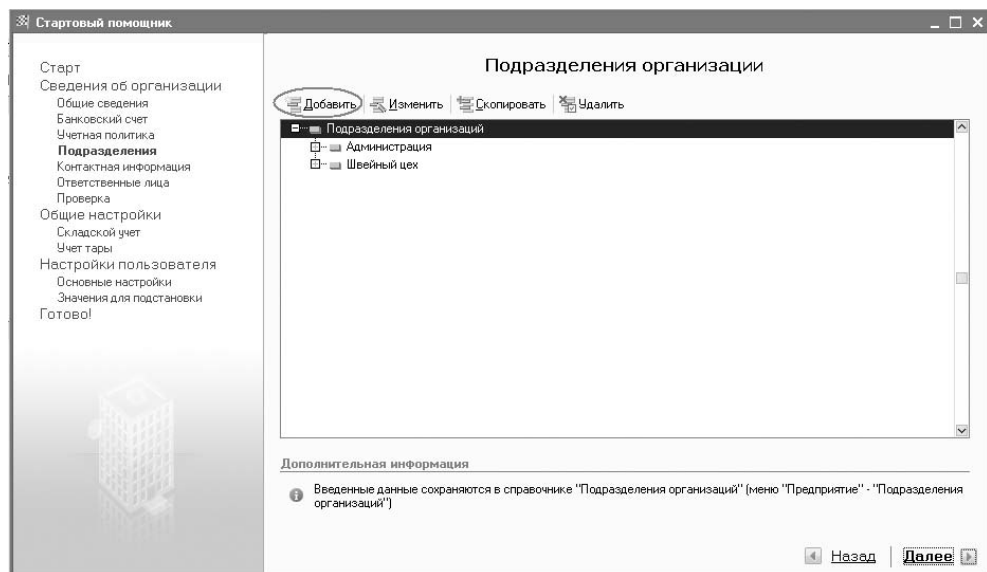 Стартовый помощник
Старт
Сведения об организации
Общие сведения
Банковский счет
Учетная политика
Подразделения
Контактная информация
Ответственные лица
Проверка
Общие настройки
Складской учет
Учет тары
Настройки пользователя
Основные настройки
Значения для подстановки
Готово!
Подразделения организации
Добавить Изменить Скопировать Удалить
Подразделения организаций
Администрация
Швейный цех
Дополнительная информация
Введенные данные сохраняются в справочнике "Подразделения организаций" (меню "Предприятие" - "Подразделения
организаций")
Назад Далее